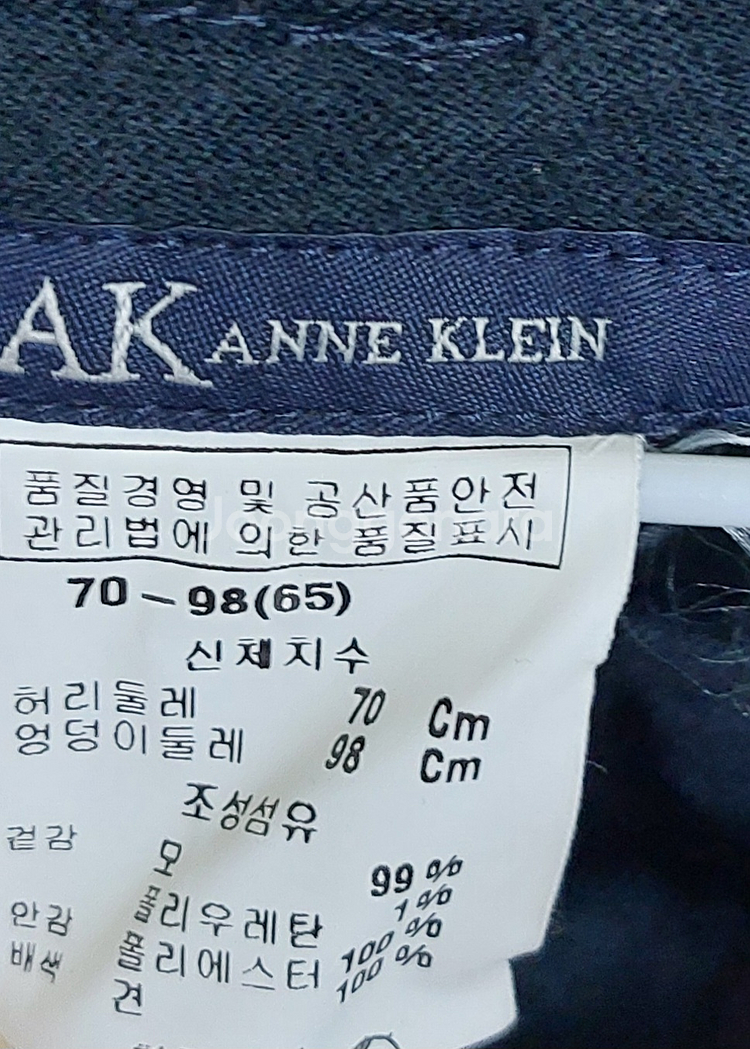 AK ANNE KLEIN
품질경영 및 공산품안전
관리법에 의한 품질표시
70-98(65)
신체치수
허리둘레 70 Cm
엉덩이둘레 98 Cm
조성섬유
겉감 모 99%
폴리우레탄 1%
안감 폴리에스터 100%
배색 견 100%